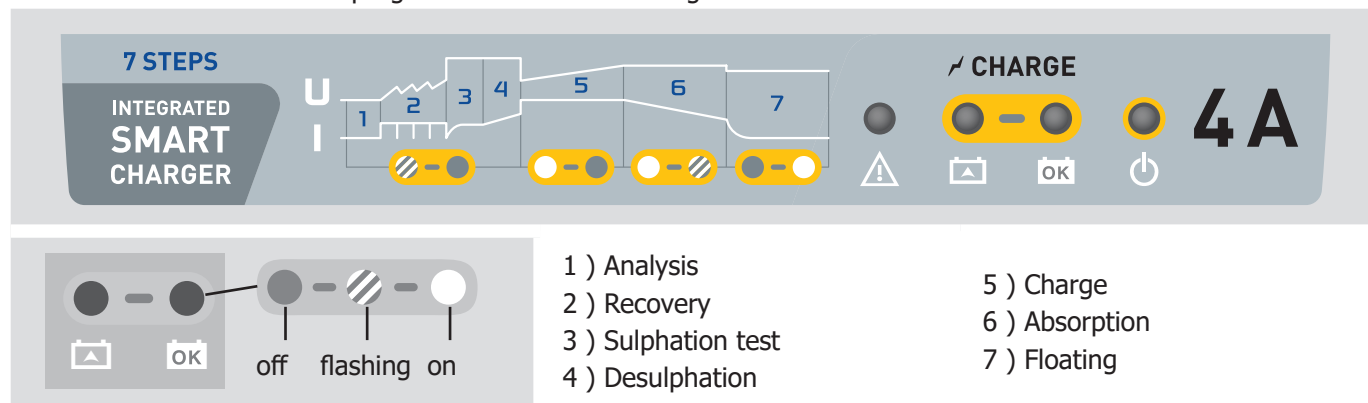 7 STEPS
INTEGRATED
SMART
CHARGER
U
I
1 2 3 4 5 6 7
CHARGE
OK
4A
OK
off flashing on
1 ) Analysis
2 ) Recovery
3 ) Sulphation test
4 ) Desulphation
5 ) Charge
6 ) Absorption
7 ) Floating